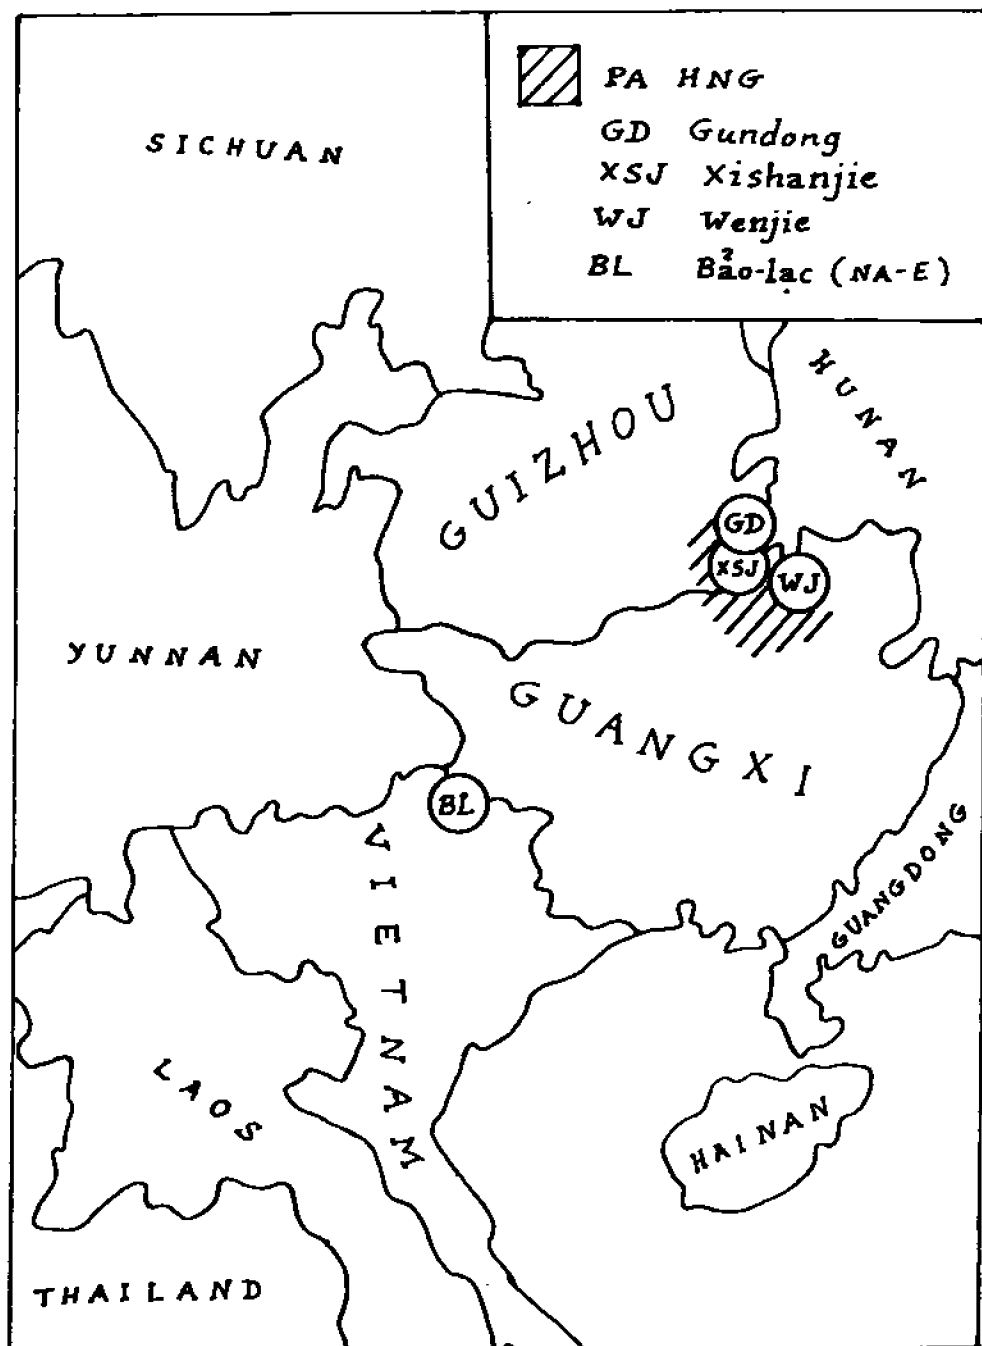 PA HNG
GD Gundong
XSJ Xishanjie
WJ Wenjie
BL Bảo-lạc (NA-E)
SICHUAN
HUNAN
GUIZHOU
GD
XSJ
WJ
YUNNAN
GUANGXI
BL
VIETNAM
GUANGDONG
LAOS
HAINAN
THAILAND